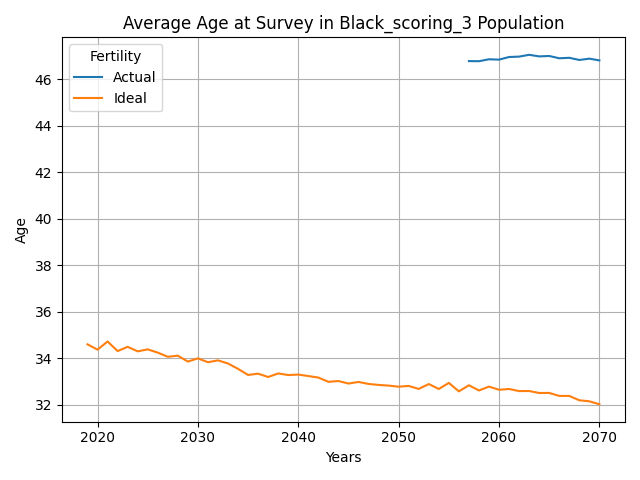 Average Age at Survey in Black_scoring_3 Population
Fertility
Actual
Ideal
Age
46
44
42
40
38
36
34
32
2020
2030
2040
2050
2060
2070
Years